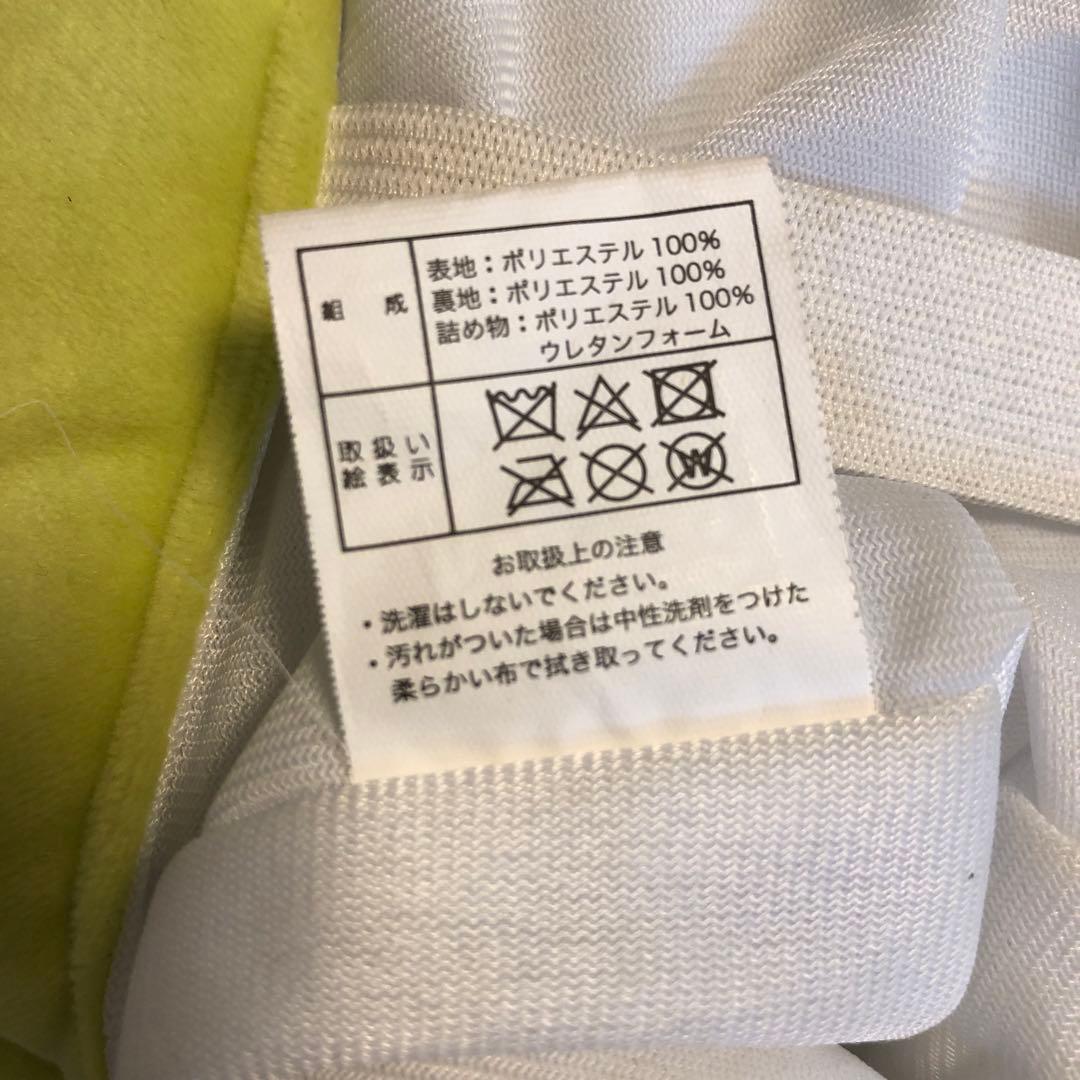 組成
表地：ポリエステル 100%
裏地：ポリエステル 100%
詰め物：ポリエステル 100%
ウレタンフォーム
取扱い
絵表示
W
お取扱上の注意
・洗濯はしないでください。
・汚れがついた場合は中性洗剤をつけた
柔らかい布で拭き取ってください。